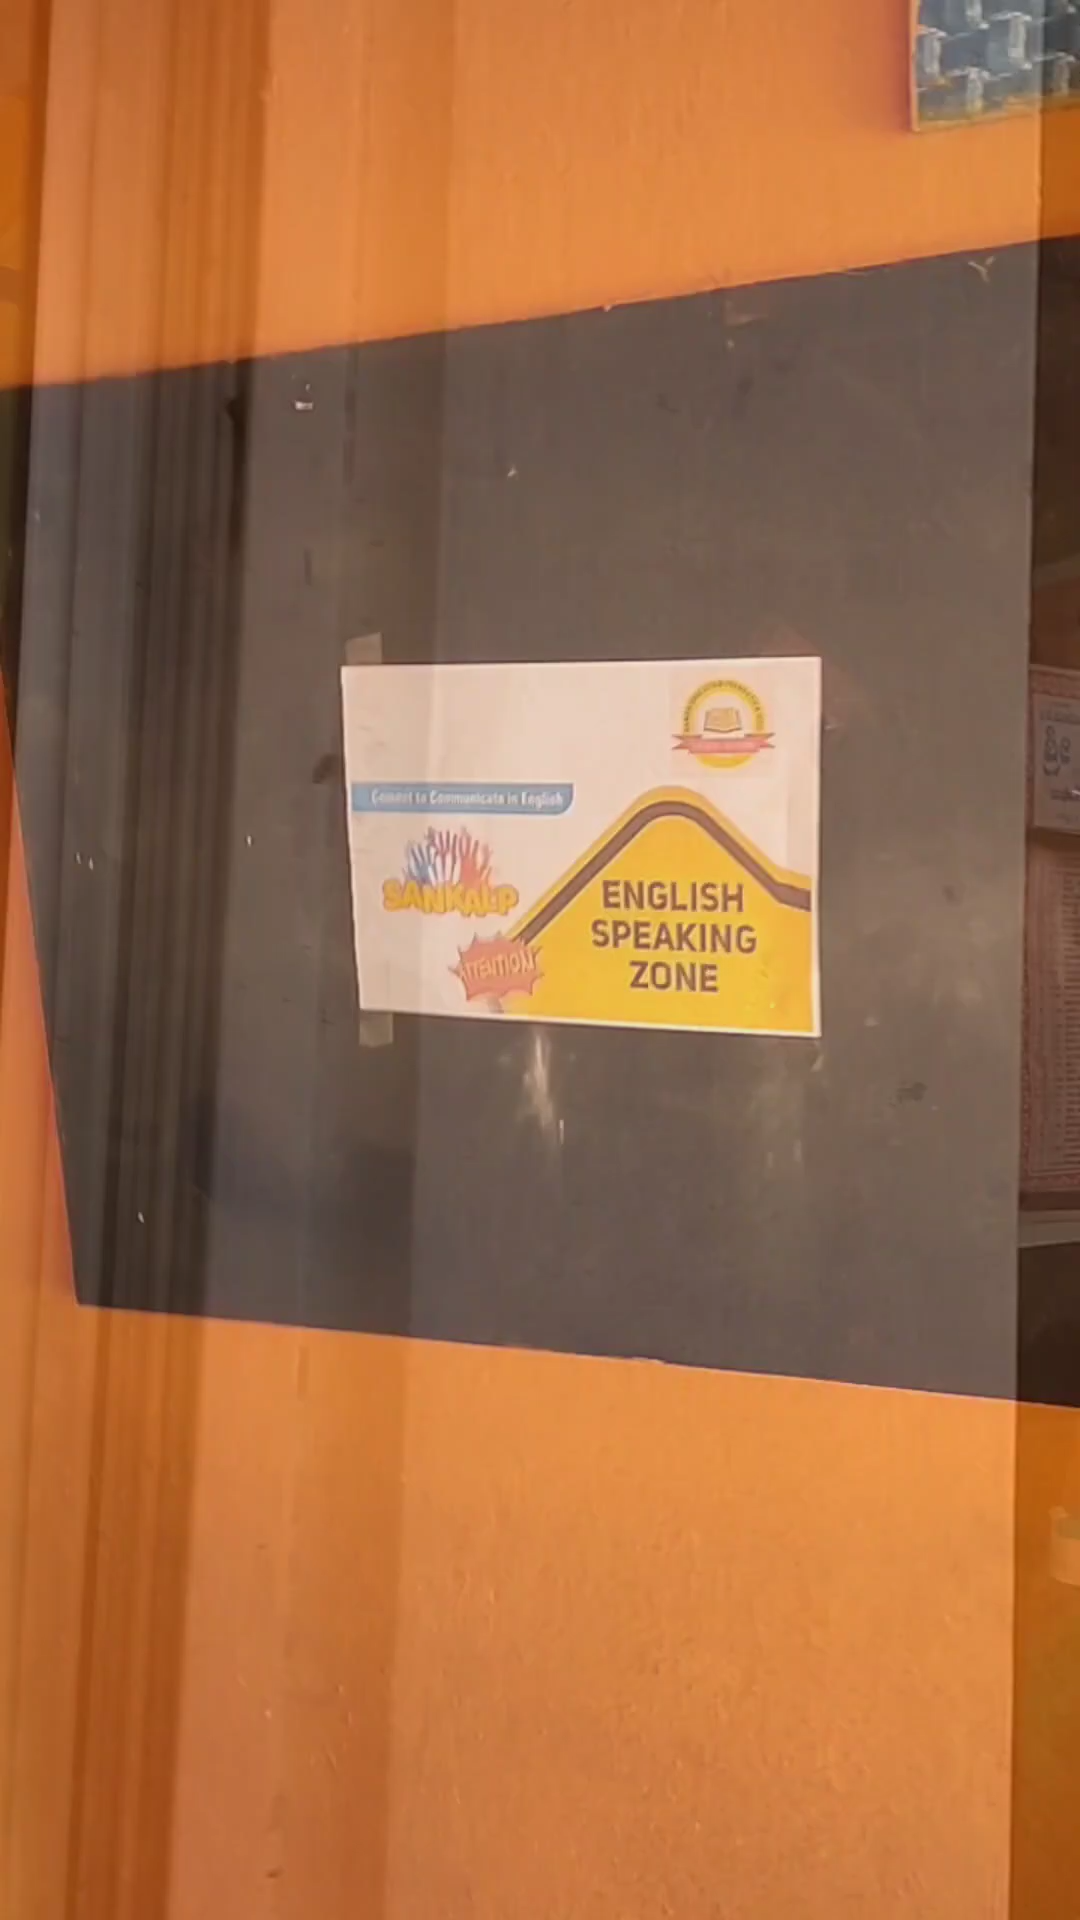 Commit to Communicate in English
SANKALP
ATTENTION
ENGLISH
SPEAKING
ZONE